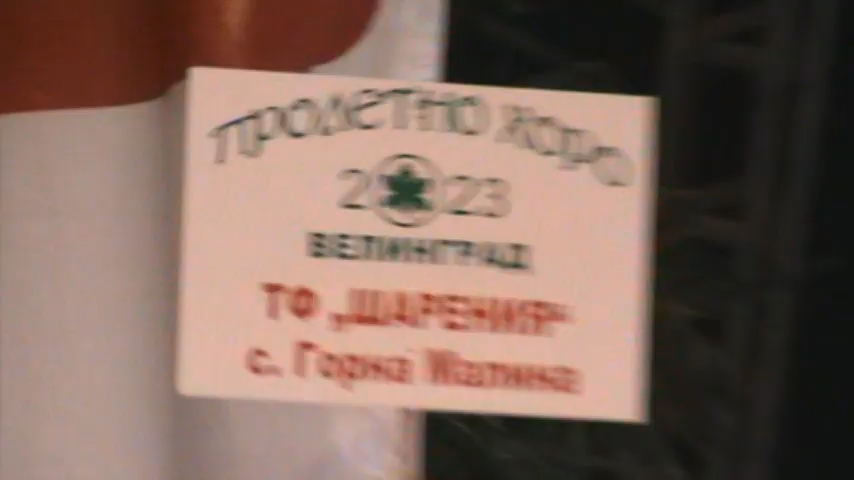 Пролетно хоро
2023
ВЕЛИНГРАД
ТФ „ШАРЕНИЯ“
с. Горна Малина